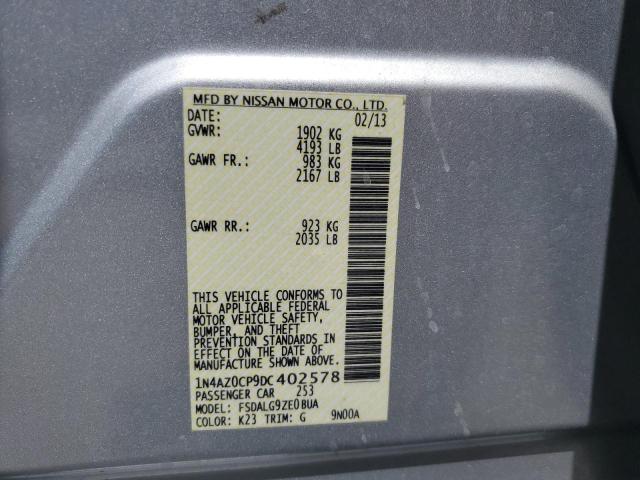 MFD BY NISSAN MOTOR CO., LTD.
DATE: 02/13
GVWR: 1902 KG
4193 LB
GAWR FR.: 983 KG
2167 LB
GAWR RR.: 923 KG
2035 LB
THIS VEHICLE CONFORMS TO
ALL APPLICABLE FEDERAL
MOTOR VEHICLE SAFETY,
BUMPER, AND THEFT
PREVENTION STANDARDS IN
EFFECT ON THE DATE OF
MANUFACTURE SHOWN ABOVE.
1N4AZ0CP9DC402578
PASSENGER CAR 253
MODEL: FSDALG9ZE0BUA
COLOR: K23 TRIM: G 9N00A